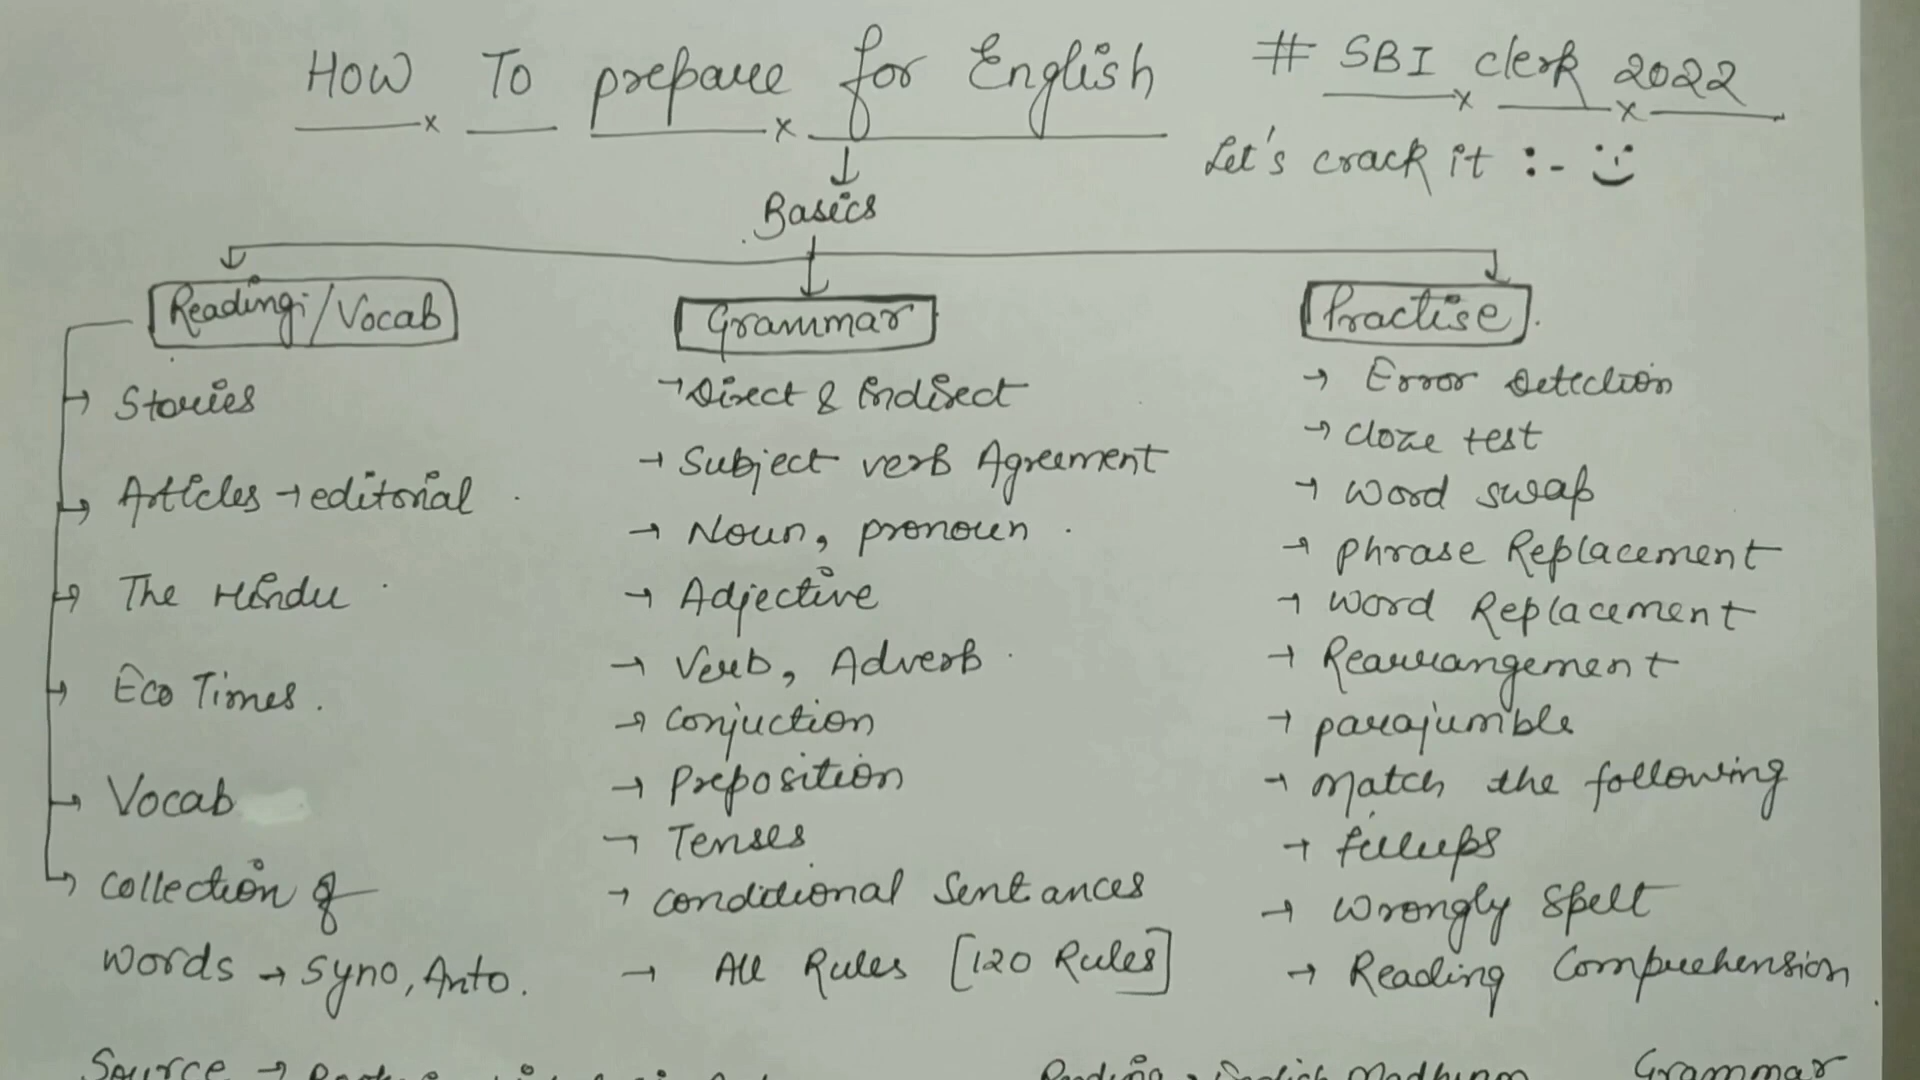 How To prepare for English
# SBI clerk 2022
Let's crack it :- :)
Basics
Reading/Vocab
→ Stories
→ Articles → editorial
→ The Hindu
→ Eco Times.
→ Vocab
→ collection of
words → Syno, Anto.
Grammar
→ Direct & Indirect
→ Subject verb Agreement
→ Noun, pronoun
→ Adjective
→ Verb, Adverb
→ conjuction
→ Preposition
→ Tenses
→ conditional Sentances
→ All Rules [120 Rules]
Practise
→ Error Detection
→ cloze test
→ word swap
→ phrase Replacement
→ word Replacement
→ Rearrangement
→ parajumble
→ match the following
→ fillups
→ wrongly spelt
→ Reading Comprehension
Source →
Grammar